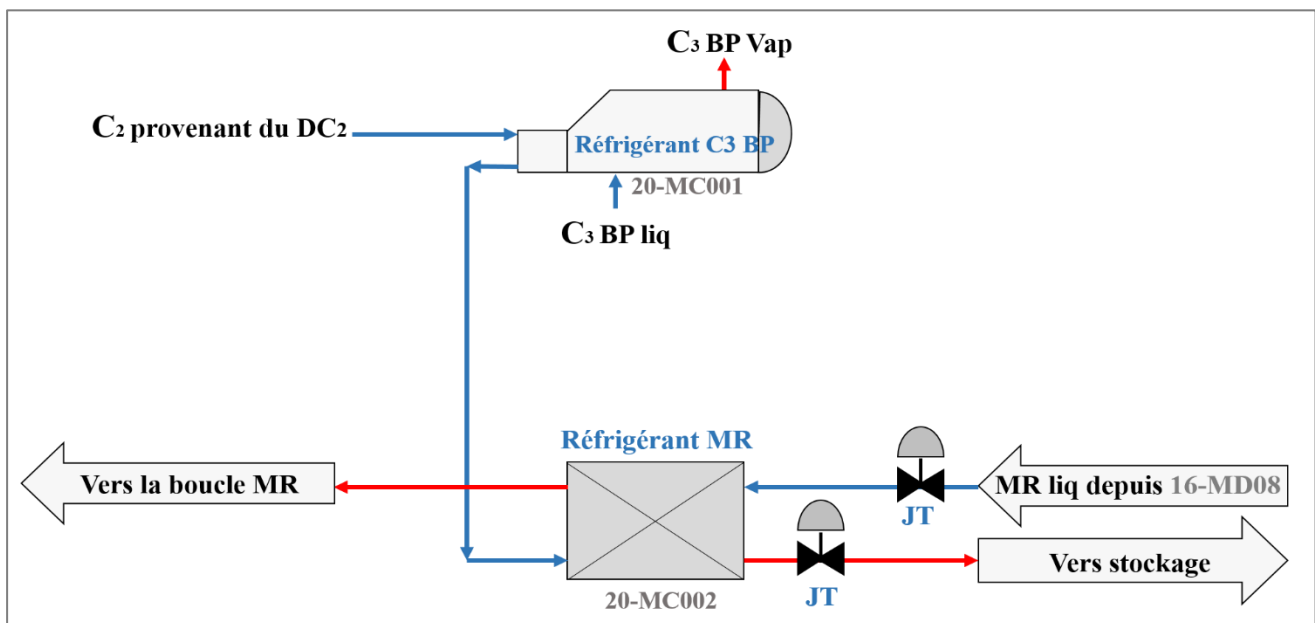 C₃ BP Vap
C₂ provenant du DC₂
Réfrigérant C3 BP
20-MC001
C₃ BP liq
Réfrigérant MR
Vers la boucle MR
MR liq depuis 16-MD08
JT
Vers stockage
20-MC002
JT